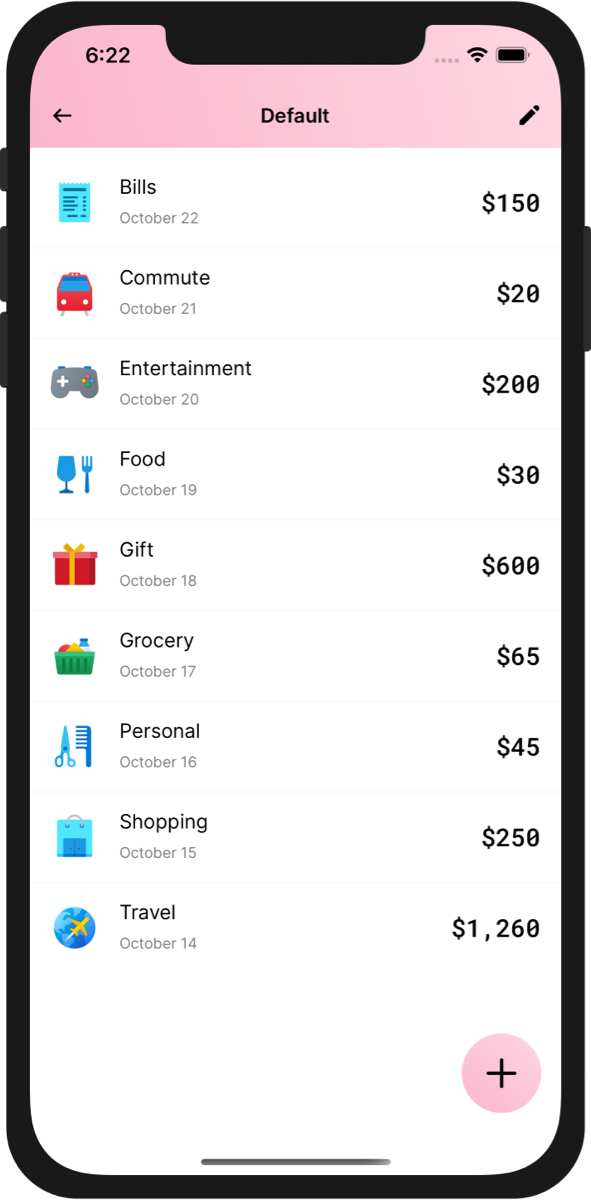 6:22
Default
Bills
$150
October 22
Commute
$20
October 21
Entertainment
$200
October 20
Food
$30
October 19
Gift
$600
October 18
Grocery
$65
October 17
Personal
$45
October 16
Shopping
$250
October 15
Travel
$1,260
October 14